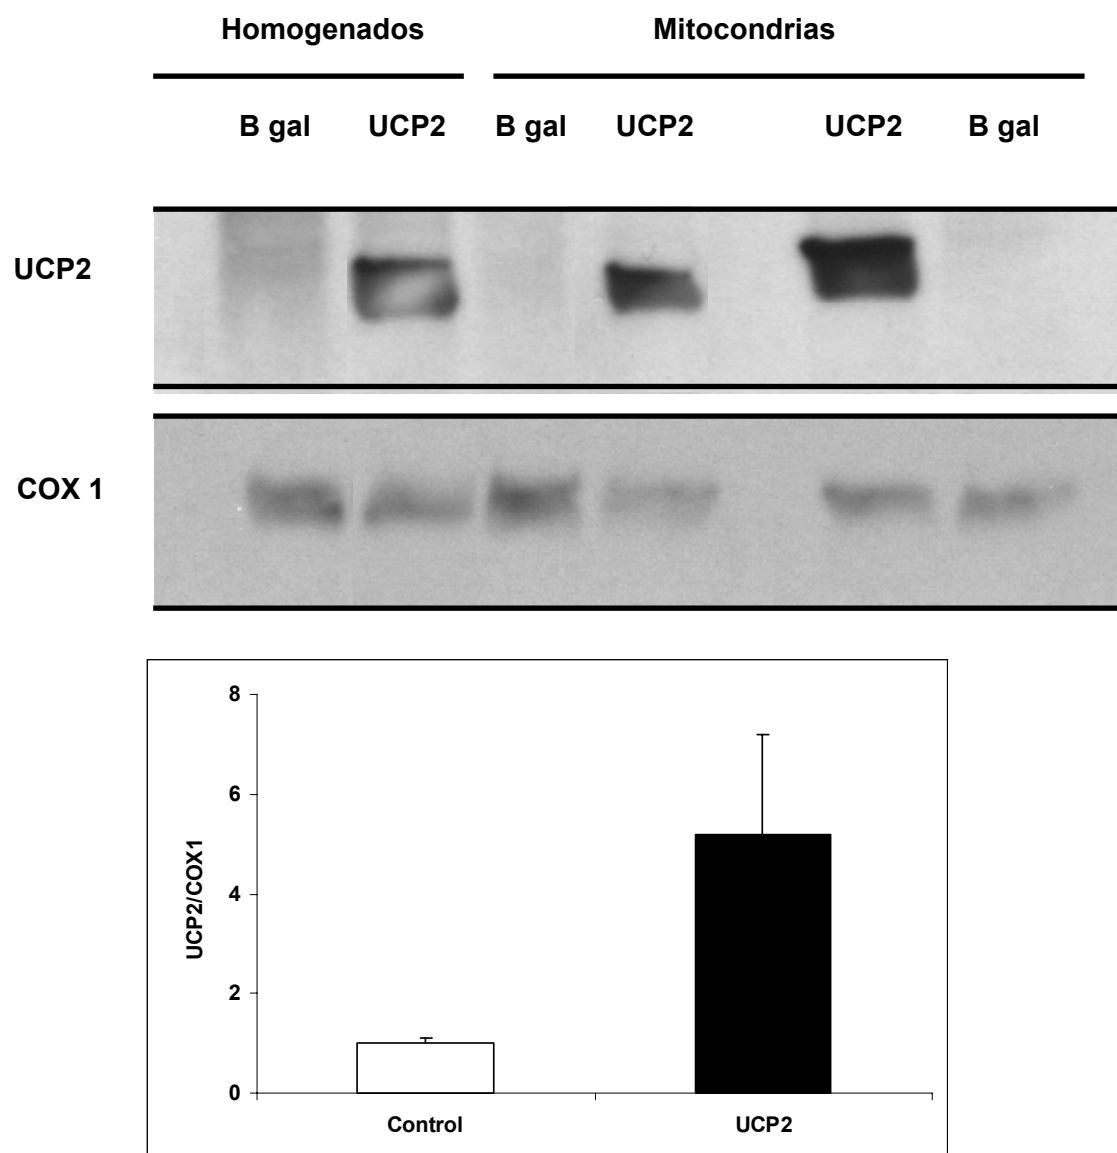 Homogenados Mitocondrias
B gal UCP2 B gal UCP2 UCP2 B gal
UCP2
COX 1
8
6
4
2
0
UCP2/COX1
Control UCP2